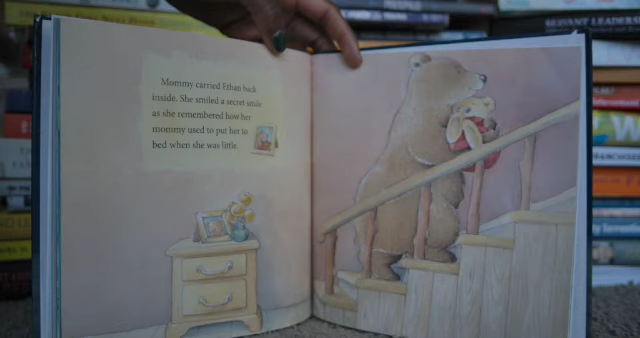 Mommy carried Ethan back
inside. She smiled a secret smile
as she remembered how her
mommy used to put her to
bed when she was little.
SERVANT LEADERS